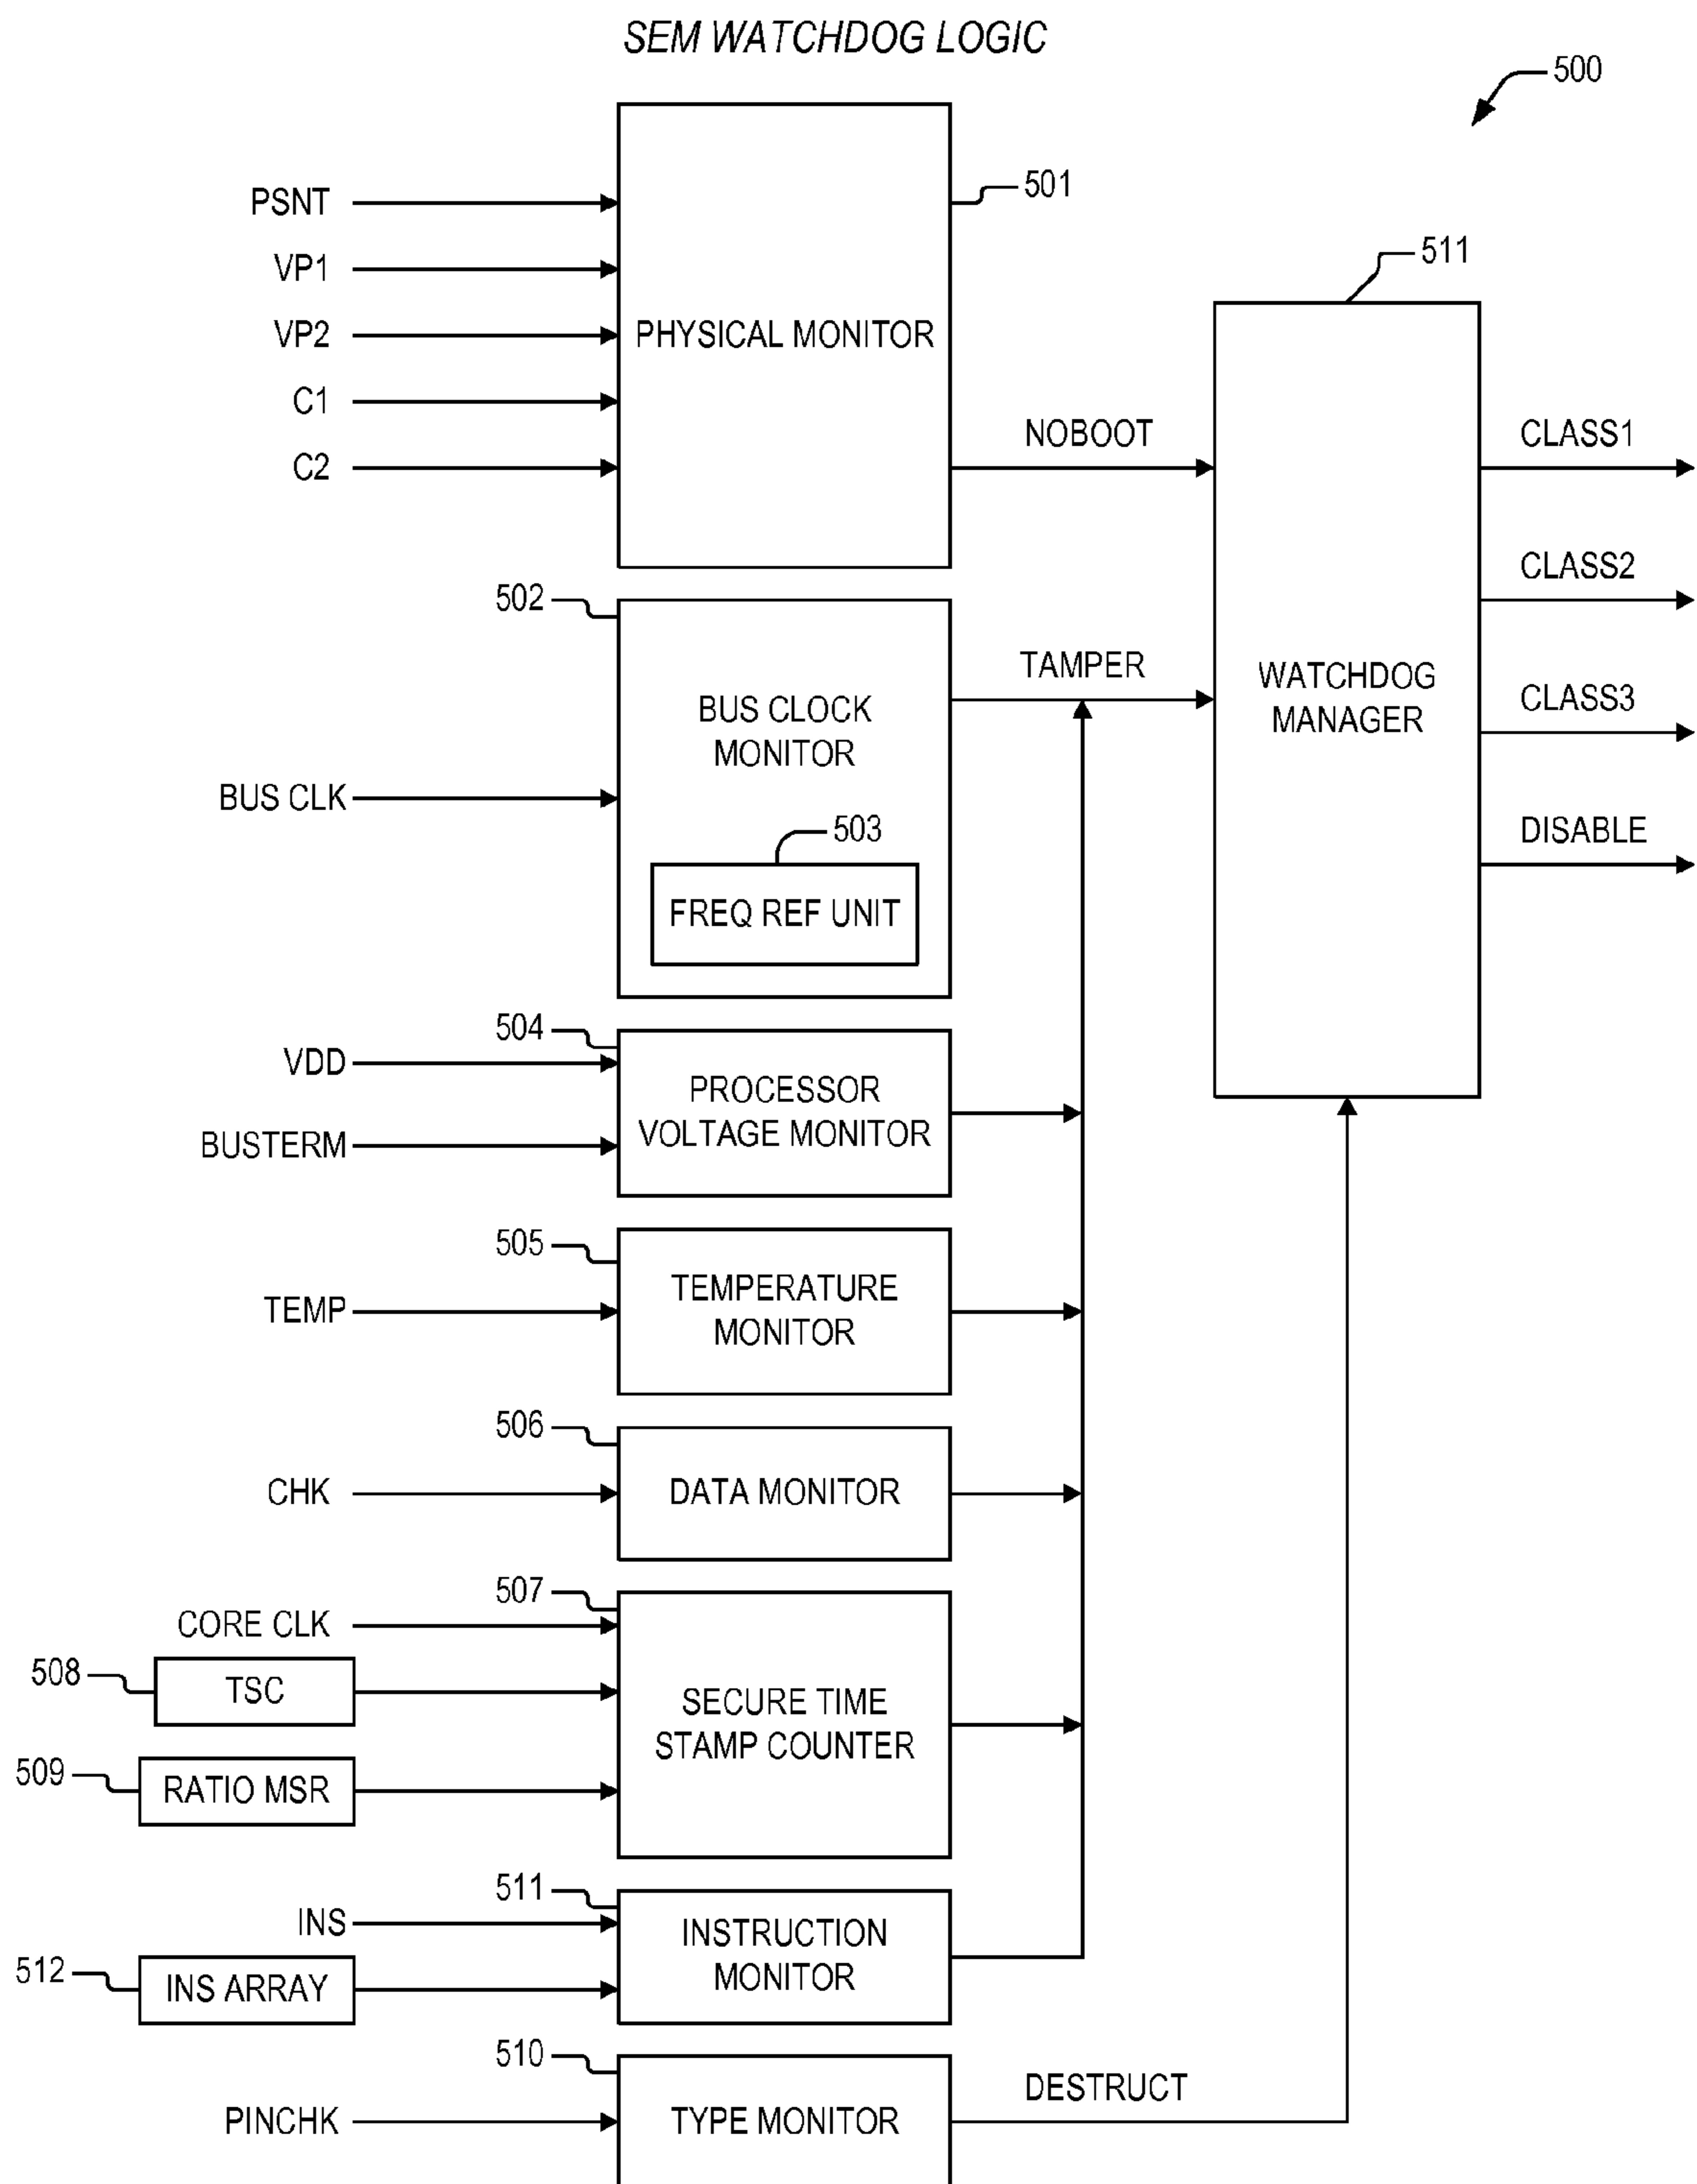 SEM WATCHDOG LOGIC
500
PSNT
501
VP1
511
VP2
PHYSICAL MONITOR
C1
C2
NOBOOT
CLASS1
502
CLASS2
TAMPER
BUS CLOCK
MONITOR
WATCHDOG
MANAGER
CLASS3
BUS CLK
503
DISABLE
FREQ REF UNIT
504
VDD
PROCESSOR
VOLTAGE MONITOR
BUSTERM
505
TEMPERATURE
MONITOR
TEMP
506
CHK
DATA MONITOR
507
CORE CLK
508
TSC
SECURE TIME
STAMP COUNTER
509
RATIO MSR
511
INS
INSTRUCTION
MONITOR
512
INS ARRAY
510
PINCHK
TYPE MONITOR
DESTRUCT